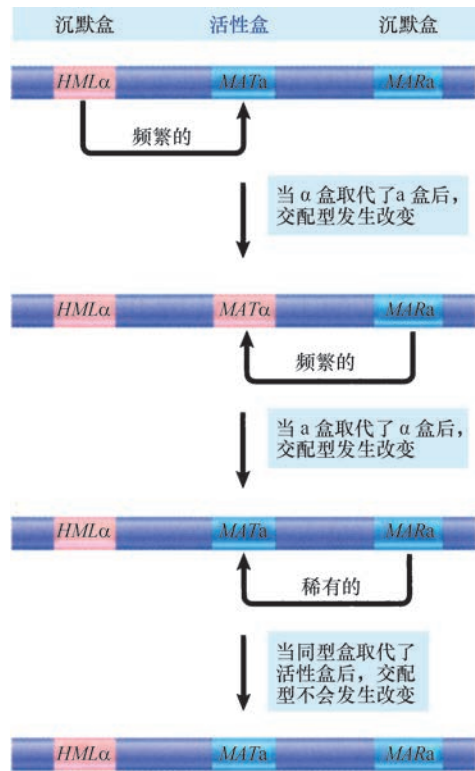 沉默盒 活性盒 沉默盒
HMLα MATa MARa
频繁的
当 α 盒取代了 a 盒后，
交配型发生改变
HMLα MATα MARa
频繁的
当 a 盒取代了 α 盒后，
交配型发生改变
HMLα MATa MARa
稀有的
当同型盒取代了
活性盒后，交配
型不会发生改变
HMLα MATa MARa